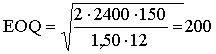 EOQ = √(2·2400·150 / 1,50·12) = 200